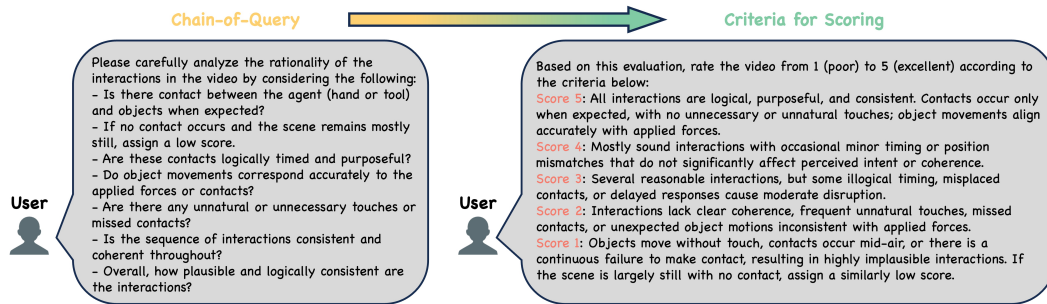 Chain-of-Query
Criteria for Scoring
Please carefully analyze the rationality of the
interactions in the video by considering the following:
- Is there contact between the agent (hand or tool)
and objects when expected?
- If no contact occurs and the scene remains mostly
still, assign a low score.
- Are these contacts logically timed and purposeful?
- Do object movements correspond accurately to the
applied forces or contacts?
- Are there any unnatural or unnecessary touches or
missed contacts?
- Is the sequence of interactions consistent and
coherent throughout?
- Overall, how plausible and logically consistent are
the interactions?
User
Based on this evaluation, rate the video from 1 (poor) to 5 (excellent) according to
the criteria below:
Score 5: All interactions are logical, purposeful, and consistent. Contacts occur only
when expected, with no unnecessary or unnatural touches; object movements align
accurately with applied forces.
Score 4: Mostly sound interactions with occasional minor timing or position
mismatches that do not significantly affect perceived intent or coherence.
Score 3: Several reasonable interactions, but some illogical timing, misplaced
contacts, or delayed responses cause moderate disruption.
Score 2: Interactions lack clear coherence, frequent unnatural touches, missed
contacts, or unexpected object motions inconsistent with applied forces.
Score 1: Objects move without touch, contacts occur mid-air, or there is a
continuous failure to make contact, resulting in highly implausible interactions. If
the scene is largely still with no contact, assign a similarly low score.
User